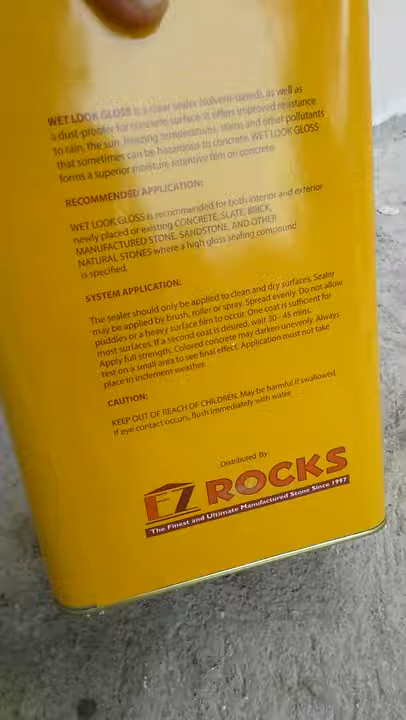 WET LOOK GLOSS is a clear sealer (solvent-based), as well as
a dust-proofer for concrete surface. It offers improved resistance
to rain, the sun, freezing temperatures, stains and other pollutants
that sometimes can be hazardous to concrete. WET LOOK GLOSS
forms a superior moisture retentive film on concrete.
RECOMMENDED APPLICATION:
WET LOOK GLOSS is recommended for both interior and exterior
newly placed or existing CONCRETE, SLATE, BRICK,
MANUFACTURED STONE, SANDSTONE, AND OTHER
NATURAL STONES where a high gloss sealing compound
is specified.
SYSTEM APPLICATION:
The sealer should only be applied to clean and dry surfaces. Sealer
may be applied by brush, roller or spray. Spread evenly. Do not allow
puddles or a heavy surface film to occur. One coat is sufficient for
most surfaces. If a second coat is desired, wait 30 - 45 mins.
Apply full strength. Colored concrete may darken unevenly. Always
test on a small area to see final effect. Application must not take
place in inclement weather.
CAUTION:
KEEP OUT OF REACH OF CHILDREN. May be harmful if swallowed.
If eye contact occurs, flush immediately with water.
Distributed By
EZ ROCKS
The Finest and Ultimate Manufactured Stone Since 1997